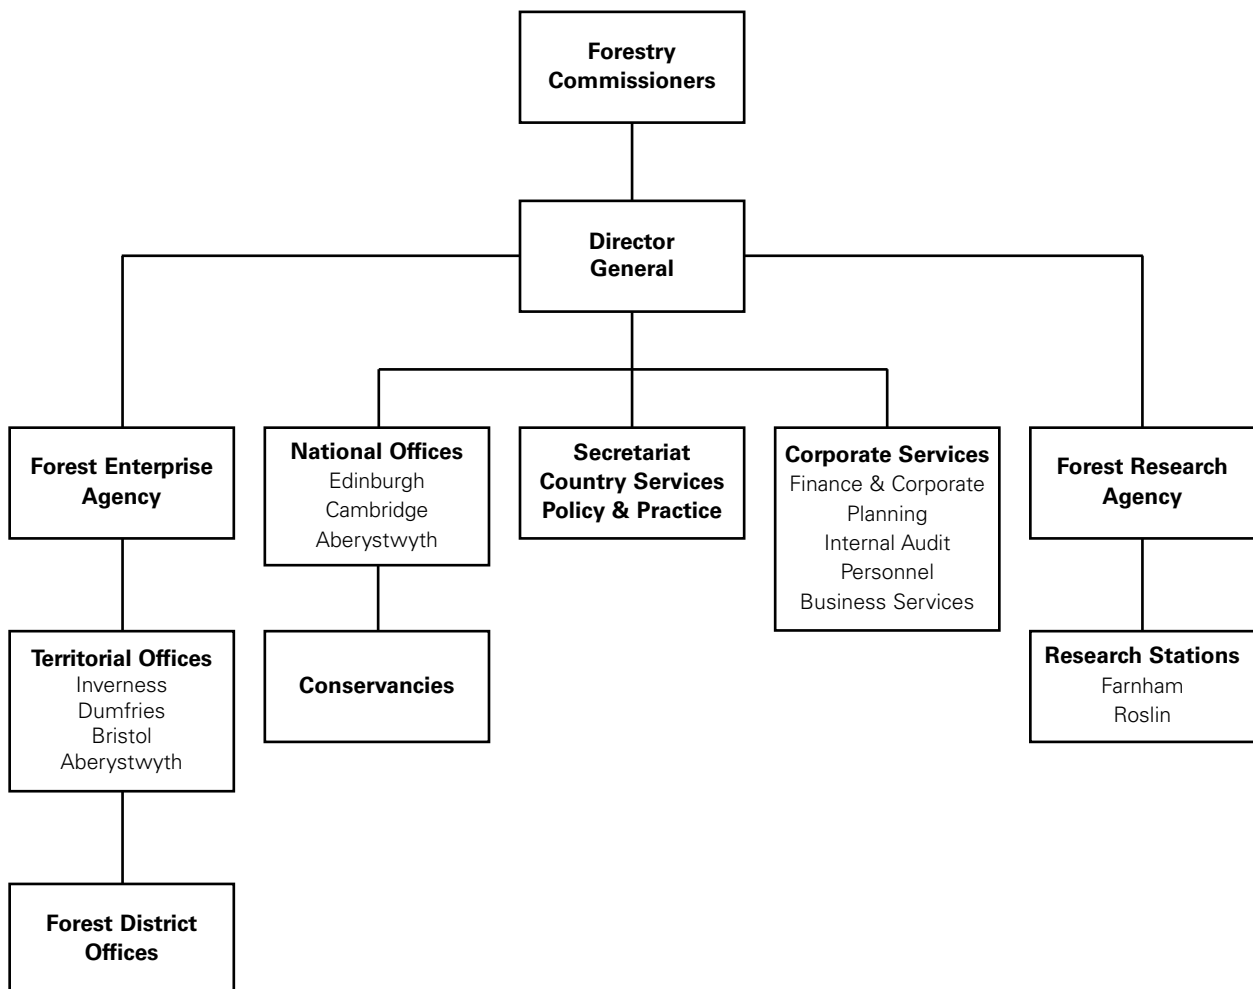 Forestry
Commissioners
Director
General
Forest Enterprise
Agency
National Offices
Edinburgh
Cambridge
Aberystwyth
Secretariat
Country Services
Policy & Practice
Corporate Services
Finance & Corporate
Planning
Internal Audit
Personnel
Business Services
Forest Research
Agency
Territorial Offices
Inverness
Dumfries
Bristol
Aberystwyth
Conservancies
Research Stations
Farnham
Roslin
Forest District
Offices